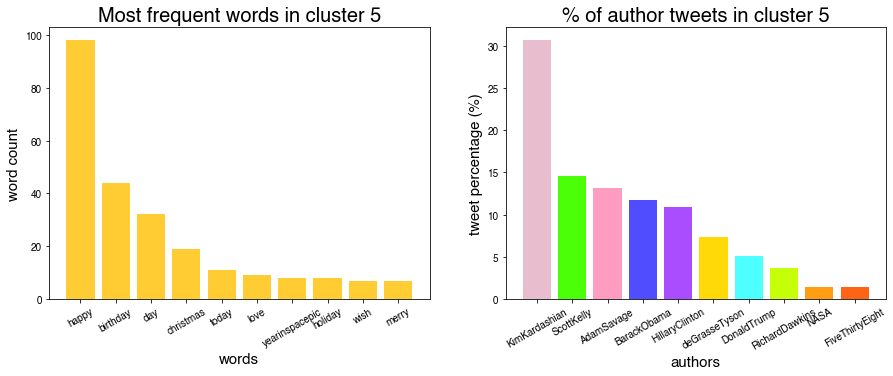 Most frequent words in cluster 5
word count
100
80
60
40
20
0
happy
birthday
day
christmas
today
love
yearinspacepic
holiday
wish
merry
words
% of author tweets in cluster 5
tweet percentage (%)
30
25
20
15
10
5
0
KimKardashian
ScottKelly
AdamSavage
BarackObama
HillaryClinton
deGrasseTyson
DonaldTrump
RichardDawkins
NASA
FiveThirtyEight
authors